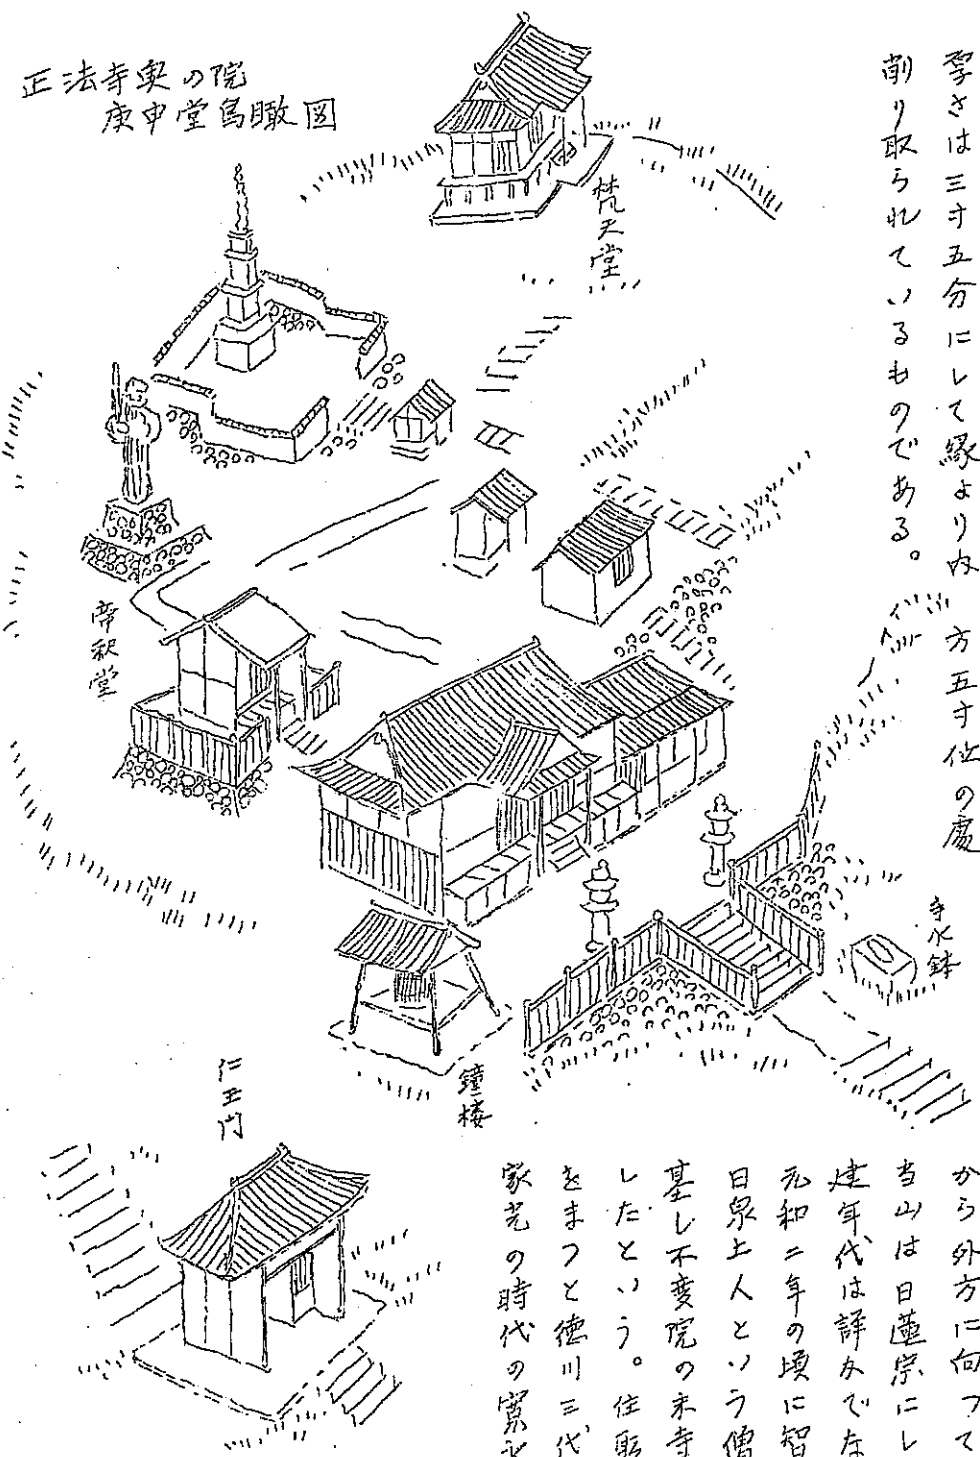 正法寺奥の院
庚申堂鳥瞰図
厚さは三寸五分にして縁より内方五寸位の處
削り取られているものである。
梵天堂
帝釈堂
手水鉢
鐘楼
仁王門
から外方に向つて
当山は日蓮宗にし
建年代は詳かでな
元和二年の頃に智
日泉上人という僧
基し不変院の末寺
したという。住職
をまつと徳川三代
家光の時代の寛永